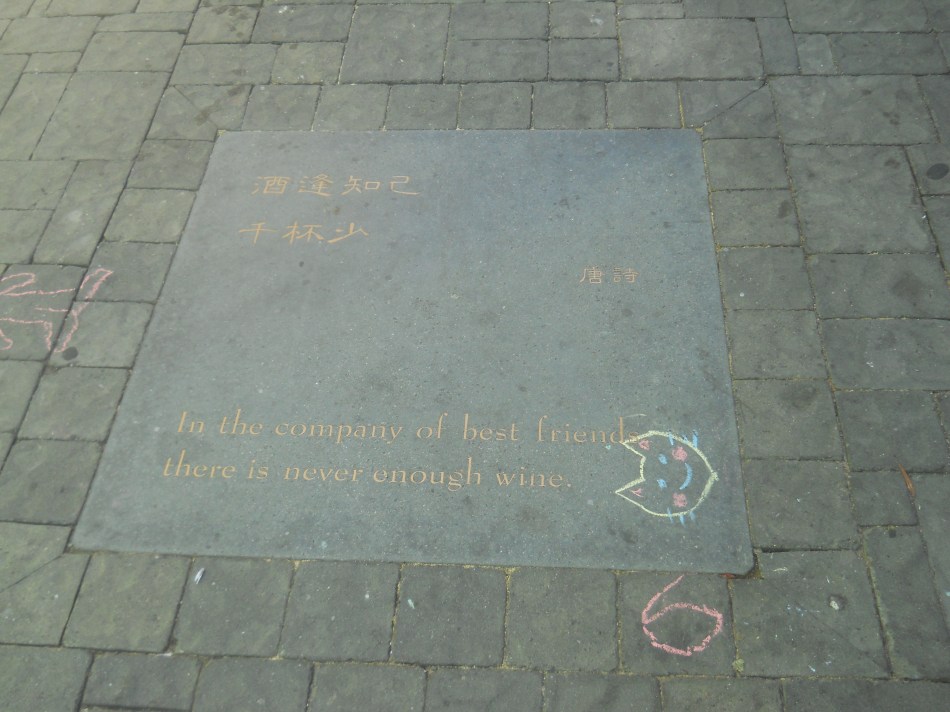 酒逢知己
千杯少
唐詩
In the company of best friends
there is never enough wine.
6